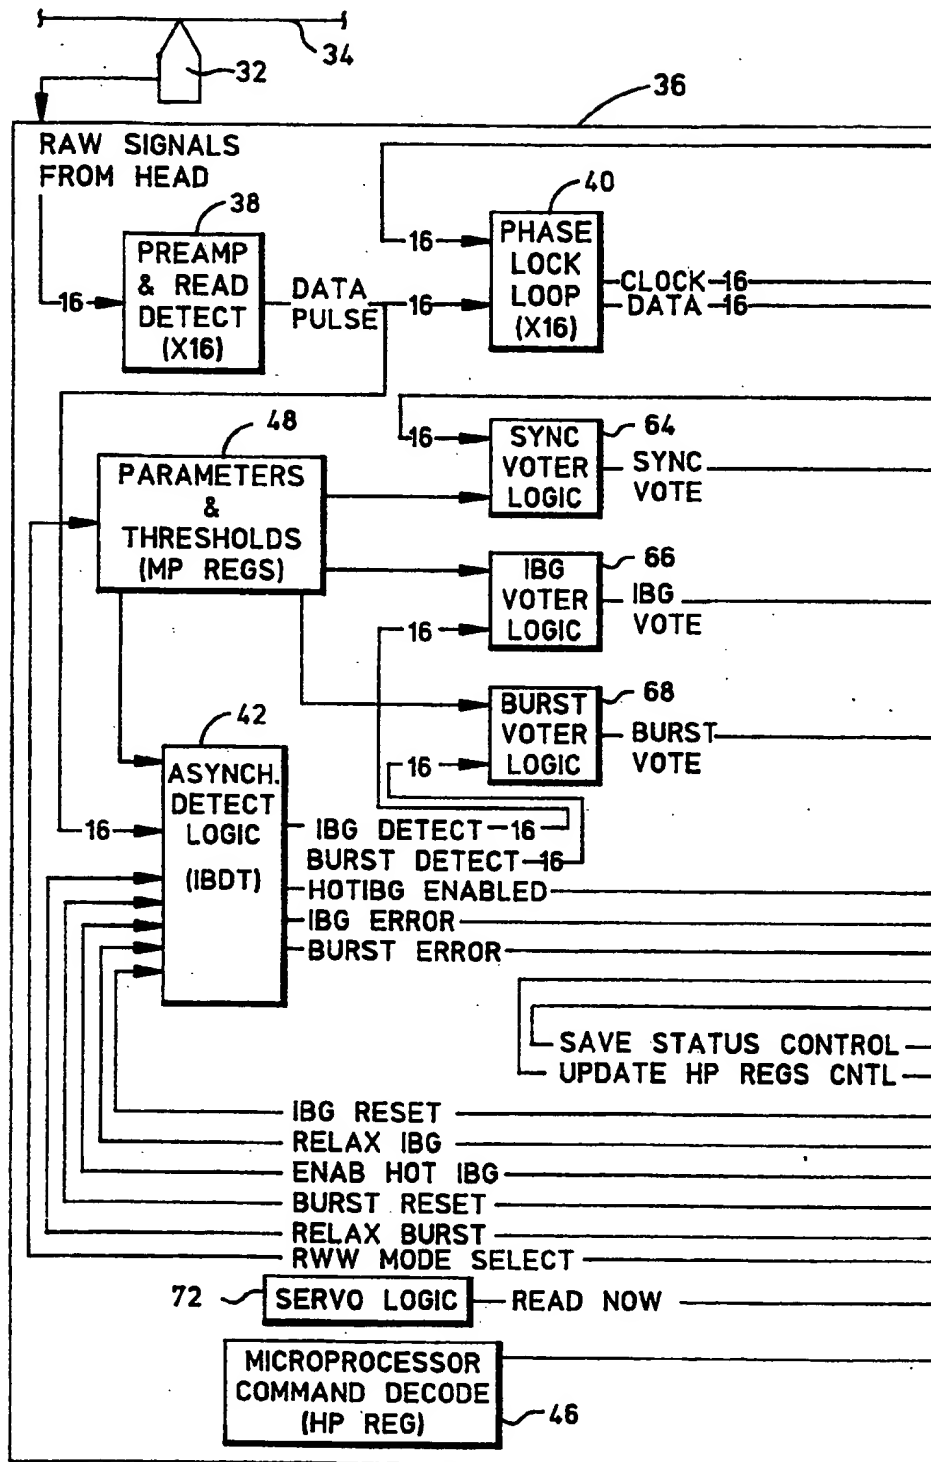 34
32
36
RAW SIGNALS
FROM HEAD
38
16
PREAMP
& READ
DETECT
(X16)
DATA
PULSE
40
16
16
PHASE
LOCK
LOOP
(X16)
CLOCK 16
DATA 16
48
PARAMETERS
&
THRESHOLDS
(MP REGS)
16
SYNC
VOTER
LOGIC
64
SYNC
VOTE
IBG
VOTER
LOGIC
66
IBG
VOTE
16
BURST
VOTER
LOGIC
68
BURST
VOTE
16
42
16
ASYNCH.
DETECT
LOGIC
(IBDT)
IBG DETECT 16
BURST DETECT 16
HOTIBG ENABLED
IBG ERROR
BURST ERROR
SAVE STATUS CONTROL
UPDATE HP REGS CNTL
IBG RESET
RELAX IBG
ENAB HOT IBG
BURST RESET
RELAX BURST
RWW MODE SELECT
72
SERVO LOGIC
READ NOW
MICROPROCESSOR
COMMAND DECODE
(HP REG)
46